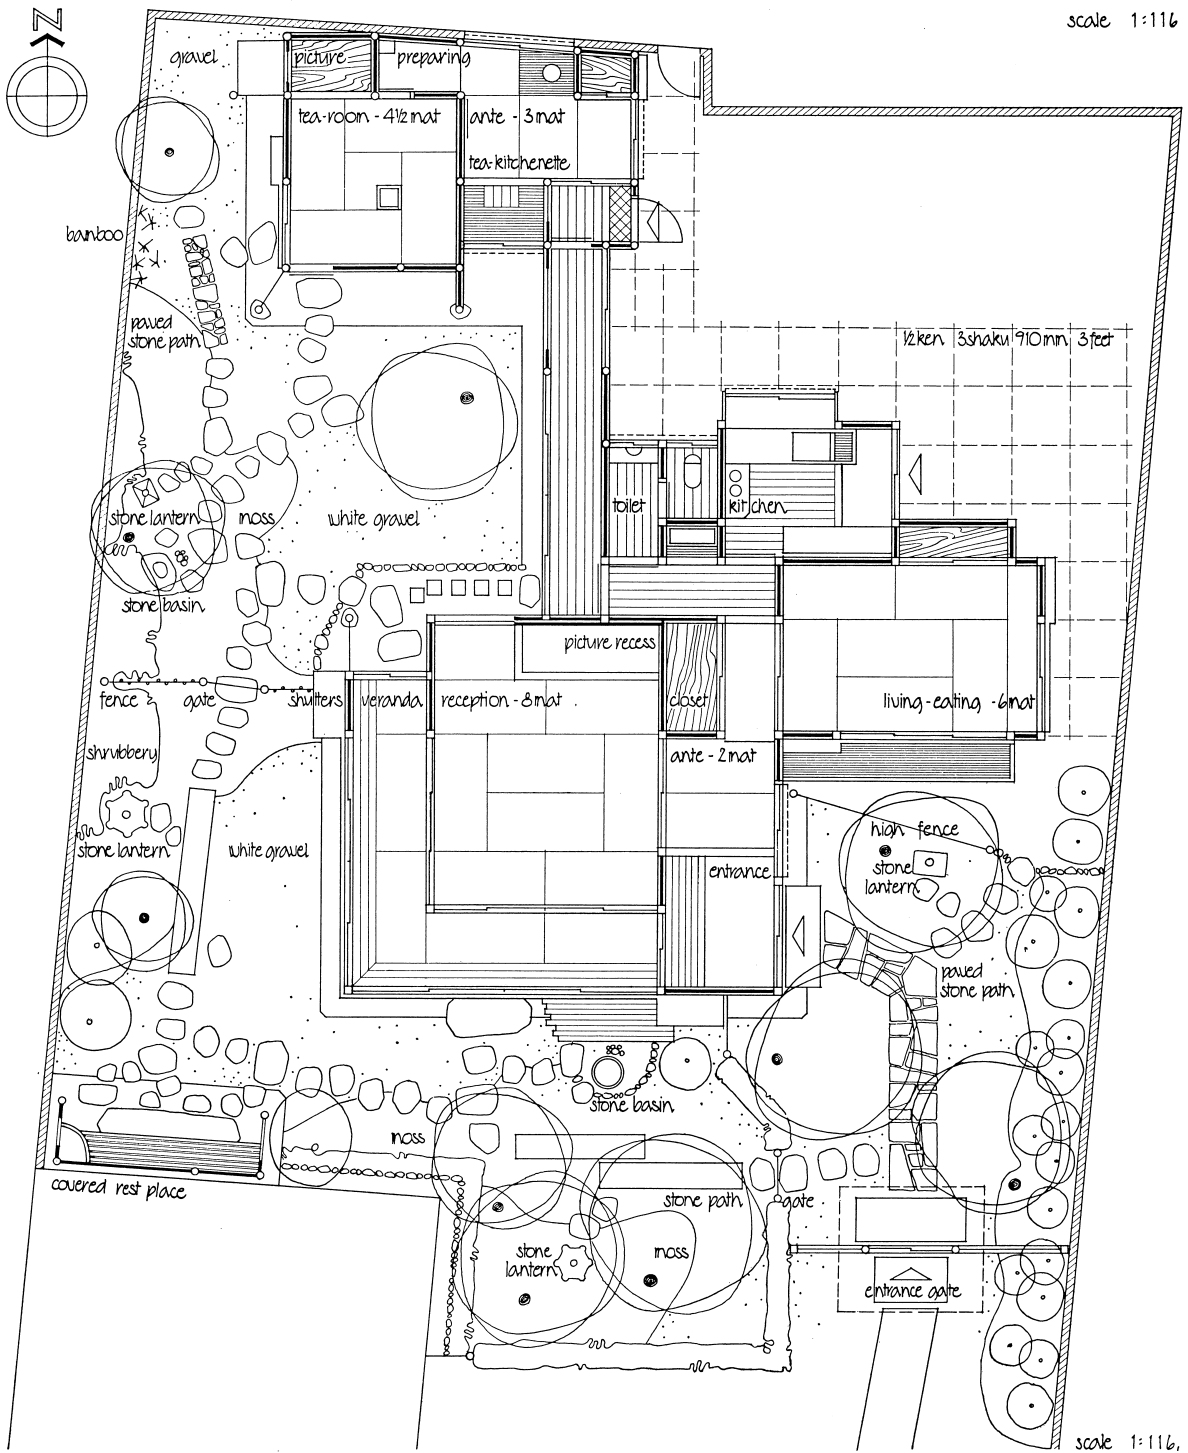 scale 1:116
N
gravel
picture
preparing
tea-room - 4½ mat
ante - 3 mat
tea-kitchenette
bamboo
paved
stone path
½ ken 3 shaku 910 mm 3 feet
toilet
kitchen
stone lantern
moss
white gravel
stone basin
picture recess
fence
gate
shutters
veranda
reception - 8 mat .
closet
living-eating - 6 mat
shrubbery
ante - 2 mat
stone lantern
white gravel
high fence
stone
lantern
entrance
paved
stone path
stone basin
moss
covered rest place
stone path
gate
stone
lantern
moss
entrance gate
scale 1:116.